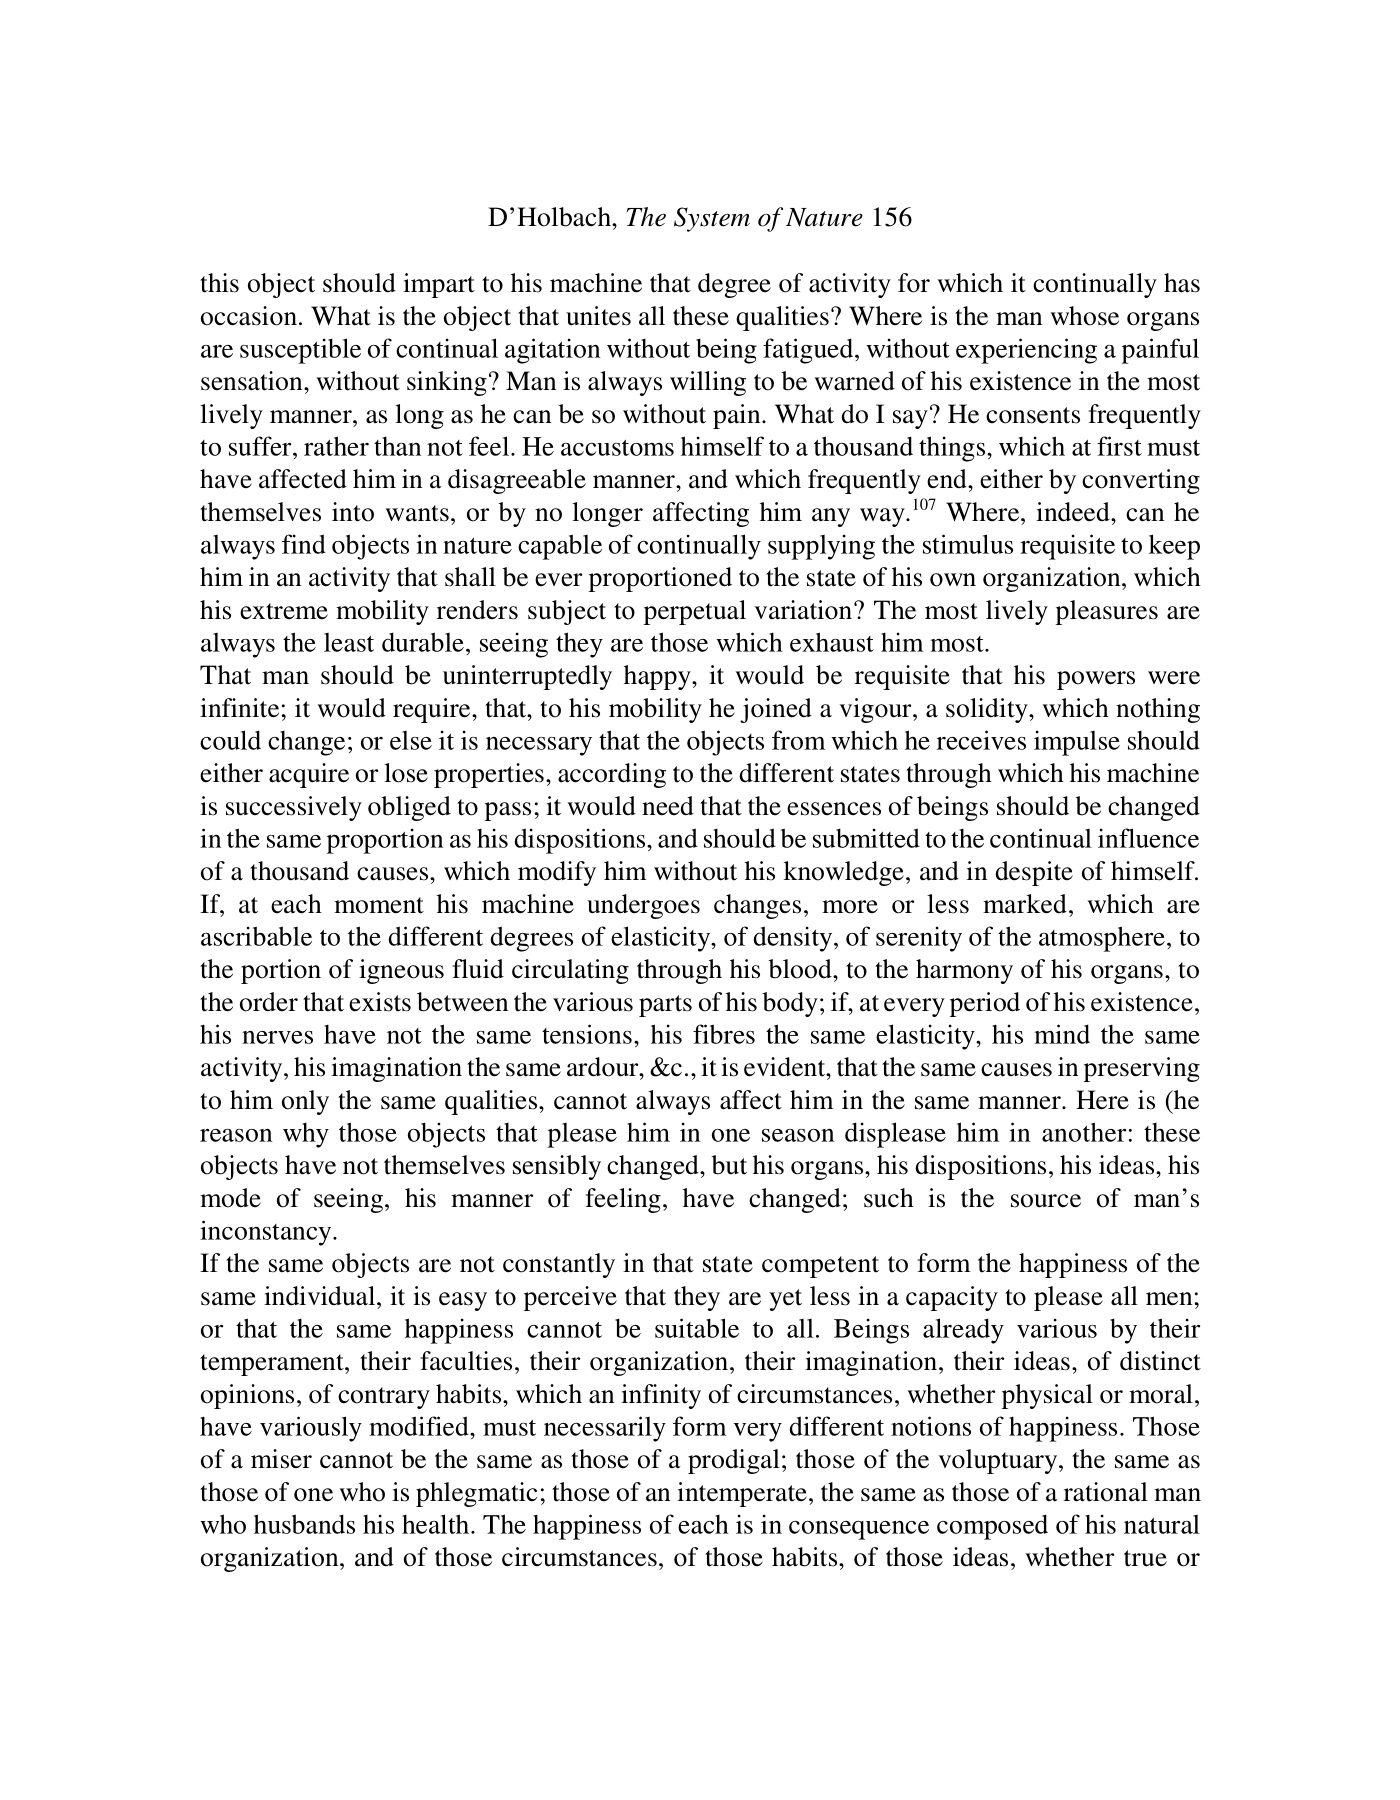 D’Holbach, The System of Nature 156
this object should impart to his machine that degree of activity for which it continually has
occasion. What is the object that unites all these qualities? Where is the man whose organs
are susceptible of continual agitation without being fatigued, without experiencing a painful
sensation, without sinking? Man is always willing to be warned of his existence in the most
lively manner, as long as he can be so without pain. What do I say? He consents frequently
to suffer, rather than not feel. He accustoms himself to a thousand things, which at first must
have affected him in a disagreeable manner, and which frequently end, either by converting
themselves into wants, or by no longer affecting him any way.107 Where, indeed, can he
always find objects in nature capable of continually supplying the stimulus requisite to keep
him in an activity that shall be ever proportioned to the state of his own organization, which
his extreme mobility renders subject to perpetual variation? The most lively pleasures are
always the least durable, seeing they are those which exhaust him most.
That man should be uninterruptedly happy, it would be requisite that his powers were
infinite; it would require, that, to his mobility he joined a vigour, a solidity, which nothing
could change; or else it is necessary that the objects from which he receives impulse should
either acquire or lose properties, according to the different states through which his machine
is successively obliged to pass; it would need that the essences of beings should be changed
in the same proportion as his dispositions, and should be submitted to the continual influence
of a thousand causes, which modify him without his knowledge, and in despite of himself.
If, at each moment his machine undergoes changes, more or less marked, which are
ascribable to the different degrees of elasticity, of density, of serenity of the atmosphere, to
the portion of igneous fluid circulating through his blood, to the harmony of his organs, to
the order that exists between the various parts of his body; if, at every period of his existence,
his nerves have not the same tensions, his fibres the same elasticity, his mind the same
activity, his imagination the same ardour, &c., it is evident, that the same causes in preserving
to him only the same qualities, cannot always affect him in the same manner. Here is (he
reason why those objects that please him in one season displease him in another: these
objects have not themselves sensibly changed, but his organs, his dispositions, his ideas, his
mode of seeing, his manner of feeling, have changed; such is the source of man’s
inconstancy.
If the same objects are not constantly in that state competent to form the happiness of the
same individual, it is easy to perceive that they are yet less in a capacity to please all men;
or that the same happiness cannot be suitable to all. Beings already various by their
temperament, their faculties, their organization, their imagination, their ideas, of distinct
opinions, of contrary habits, which an infinity of circumstances, whether physical or moral,
have variously modified, must necessarily form very different notions of happiness. Those
of a miser cannot be the same as those of a prodigal; those of the voluptuary, the same as
those of one who is phlegmatic; those of an intemperate, the same as those of a rational man
who husbands his health. The happiness of each is in consequence composed of his natural
organization, and of those circumstances, of those habits, of those ideas, whether true or